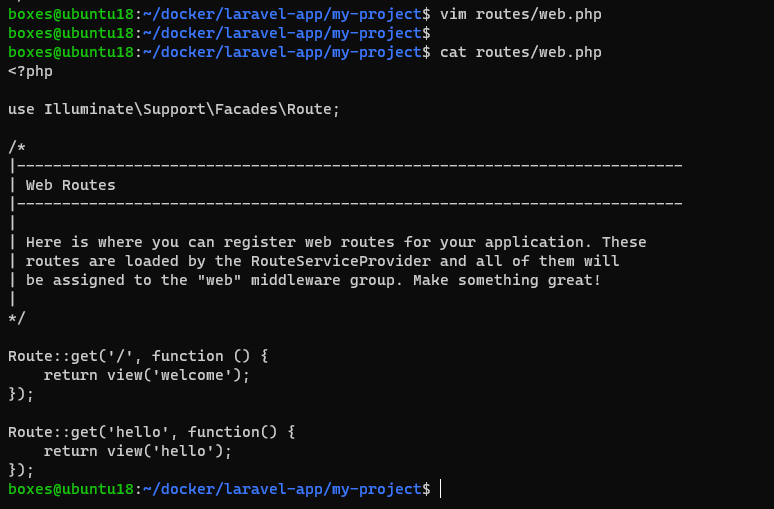 boxes@ubuntu18:~/docker/laravel-app/my-project$ vim routes/web.php
boxes@ubuntu18:~/docker/laravel-app/my-project$
boxes@ubuntu18:~/docker/laravel-app/my-project$ cat routes/web.php
<?php

use Illuminate\Support\Facades\Route;

/*
|--------------------------------------------------------------------------
| Web Routes
|--------------------------------------------------------------------------
|
| Here is where you can register web routes for your application. These
| routes are loaded by the RouteServiceProvider and all of them will
| be assigned to the "web" middleware group. Make something great!
|
*/

Route::get('/', function () {
    return view('welcome');
});

Route::get('hello', function() {
    return view('hello');
});
boxes@ubuntu18:~/docker/laravel-app/my-project$